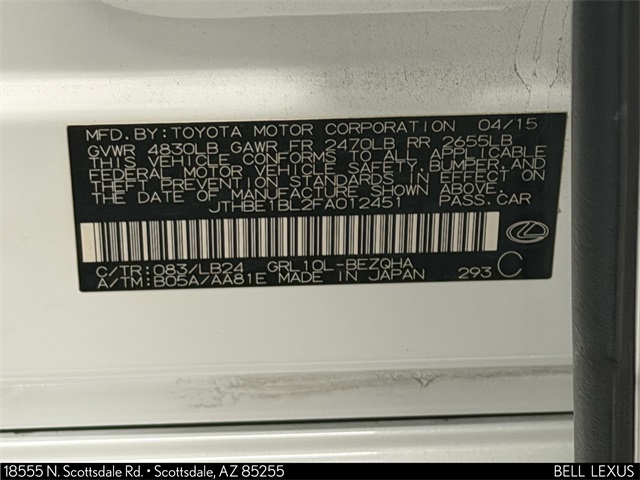 MFD. BY: TOYOTA MOTOR CORPORATION 04/15
GVWR 4830LB GAWR FR 2470LB RR 2655LB
THIS VEHICLE CONFORMS TO ALL APPLICABLE
FEDERAL MOTOR VEHICLE SAFETY, BUMPER, AND
THEFT PREVENTION STANDARDS IN EFFECT ON
THE DATE OF MANUFACTURE SHOWN ABOVE.
JTHBE1BL2FA012451 PASS.CAR
C/TR: 083/LB24 GRL10L-BEZQHA
A/TM: B05A/AA81E MADE IN JAPAN 293 C
18555 N. Scottsdale Rd. • Scottsdale, AZ 85255 BELL LEXUS